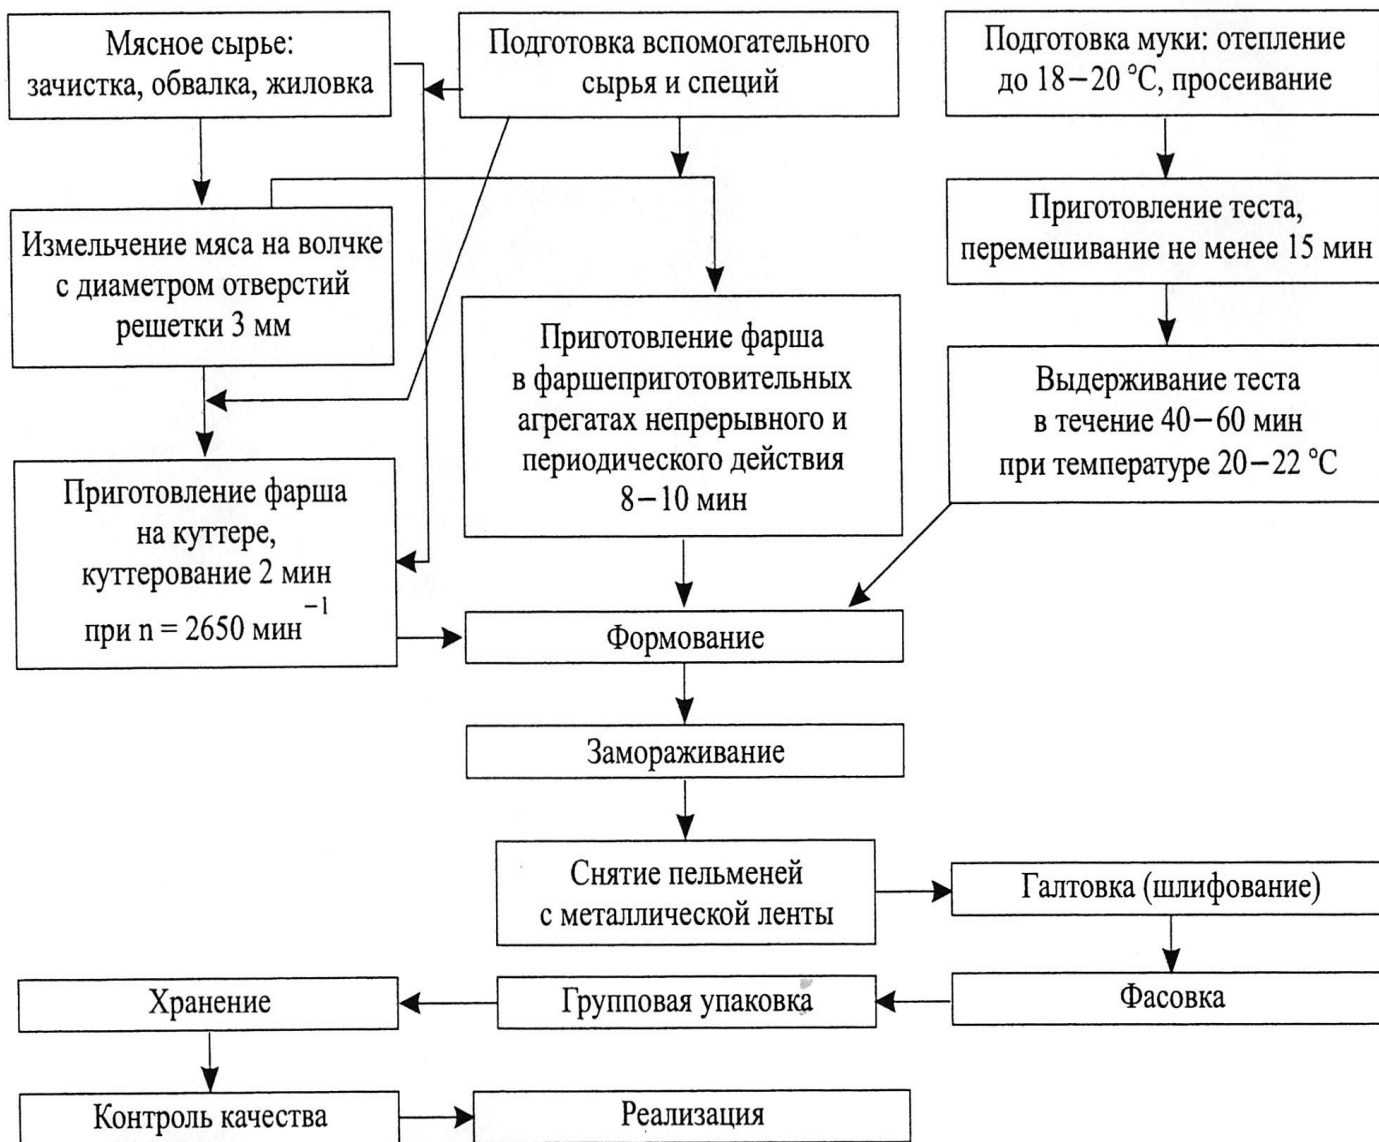 Мясное сырье:
зачистка, обвалка, жиловка
Подготовка вспомогательного
сырья и специй
Подготовка муки: отепление
до 18–20 °С, просеивание
Измельчение мяса на волчке
с диаметром отверстий
решетки 3 мм
Приготовление теста,
перемешивание не менее 15 мин
Приготовление фарша
в фаршеприготовительных
агрегатах непрерывного и
периодического действия
8–10 мин
Выдерживание теста
в течение 40–60 мин
при температуре 20–22 °С
Приготовление фарша
на куттере,
куттерование 2 мин
при n = 2650 мин⁻¹
Формование
Замораживание
Снятие пельменей
с металлической ленты
Галтовка (шлифование)
Хранение
Групповая упаковка
Фасовка
Контроль качества
Реализация